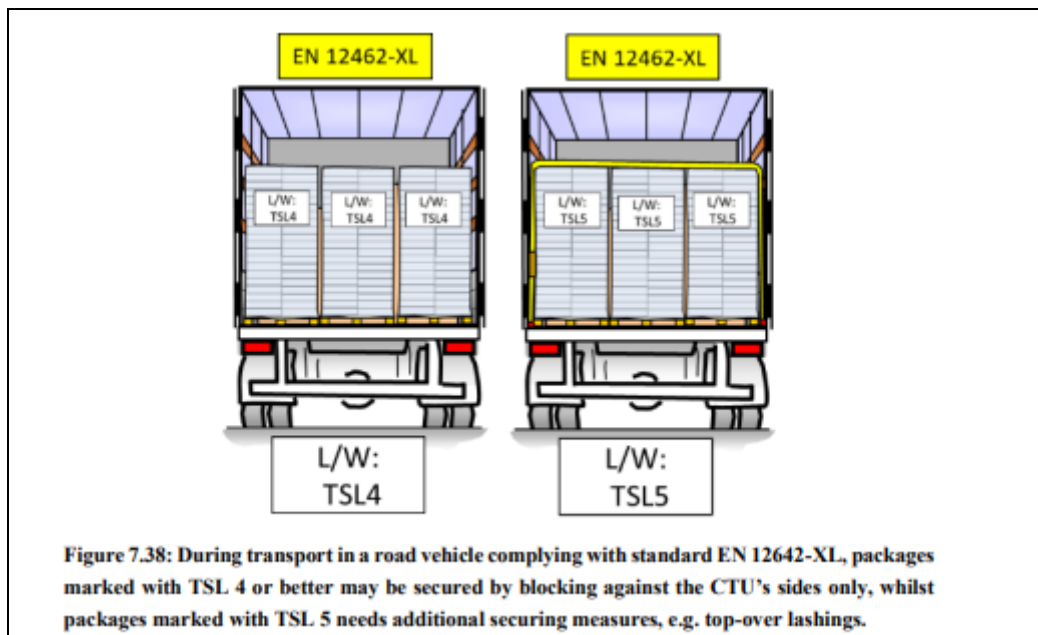 EN 12462-XL
EN 12462-XL
L/W:
TSL4
L/W:
TSL4
L/W:
TSL4
L/W:
TSL5
L/W:
TSL5
L/W:
TSL5
L/W:
TSL4
L/W:
TSL5
Figure 7.38: During transport in a road vehicle complying with standard EN 12642-XL, packages
marked with TSL 4 or better may be secured by blocking against the CTU's sides only, whilst
packages marked with TSL 5 needs additional securing measures, e.g. top-over lashings.